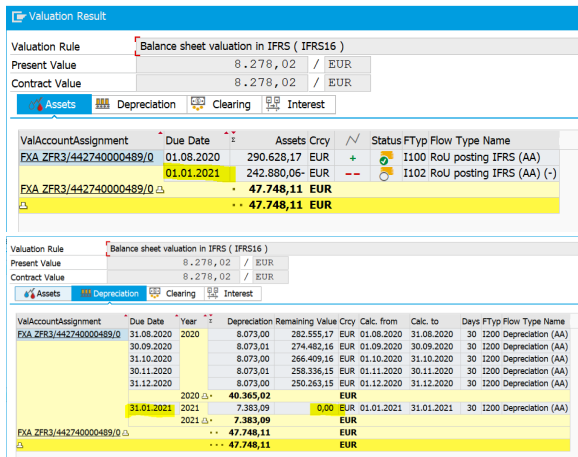 Valuation Result
Valuation Rule Balance sheet valuation in IFRS ( IFRS16 )
Present Value 8.278,02 / EUR
Contract Value 8.278,02 / EUR
Assets Depreciation Clearing Interest
ValAccountAssignment Due Date Σ Assets Crcy Status FTyp Flow Type Name
FXA ZFR3/442740000489/0 01.08.2020 290.628,17 EUR + I100 RoU posting IFRS (AA)
01.01.2021 242.880,06- EUR -- I102 RoU posting IFRS (AA) (-)
FXA ZFR3/442740000489/0 47.748,11 EUR
47.748,11 EUR
Valuation Rule Balance sheet valuation in IFRS ( IFRS16 )
Present Value 8.278,02 / EUR
Contract Value 8.278,02 / EUR
Assets Depreciation Clearing Interest
ValAccountAssignment Due Date Year Σ Depreciation Remaining Value Crcy Calc. from Calc. to Days FTyp Flow Type Name
FXA ZFR3/442740000489/0 31.08.2020 2020 8.073,00 282.555,17 EUR 01.08.2020 31.08.2020 30 I200 Depreciation (AA)
30.09.2020 8.073,01 274.482,16 EUR 01.09.2020 30.09.2020 30 I200 Depreciation (AA)
31.10.2020 8.073,00 266.409,16 EUR 01.10.2020 31.10.2020 30 I200 Depreciation (AA)
30.11.2020 8.073,01 258.336,15 EUR 01.11.2020 30.11.2020 30 I200 Depreciation (AA)
31.12.2020 8.073,00 250.263,15 EUR 01.12.2020 31.12.2020 30 I200 Depreciation (AA)
2020 40.365,02 EUR
31.01.2021 2021 7.383,09 0,00 EUR 01.01.2021 31.01.2021 30 I200 Depreciation (AA)
2021 7.383,09 EUR
FXA ZFR3/442740000489/0 47.748,11 EUR
47.748,11 EUR